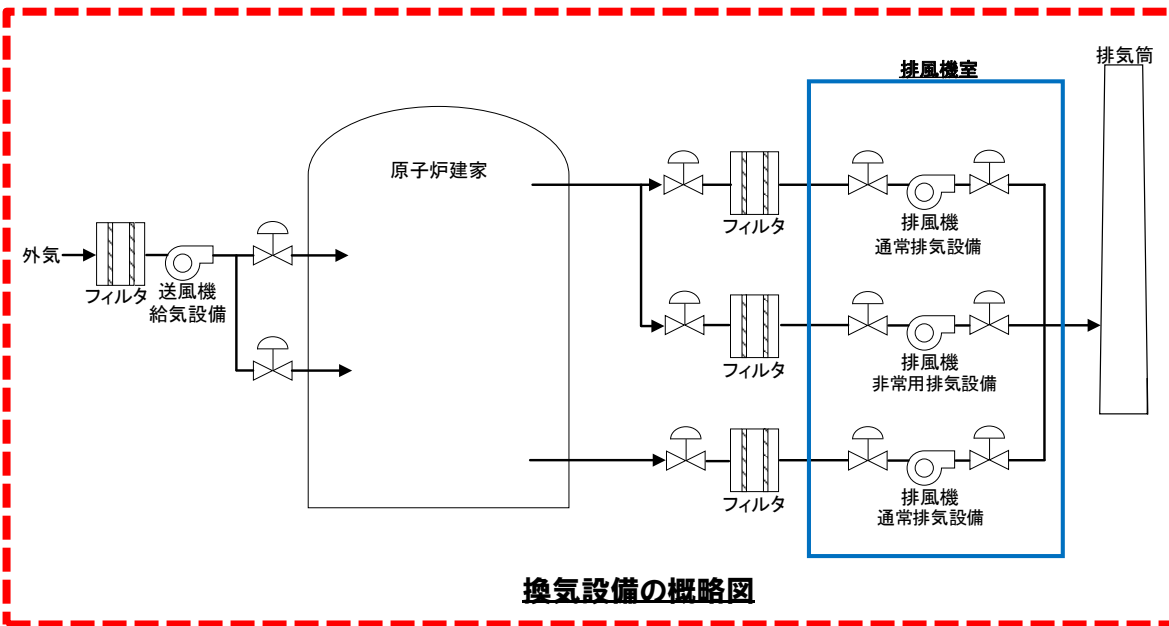 排気筒
排風機室
原子炉建家
外気
フィルタ
送風機
給気設備
フィルタ
排風機
通常排気設備
フィルタ
排風機
非常用排気設備
フィルタ
排風機
通常排気設備
換気設備の概略図